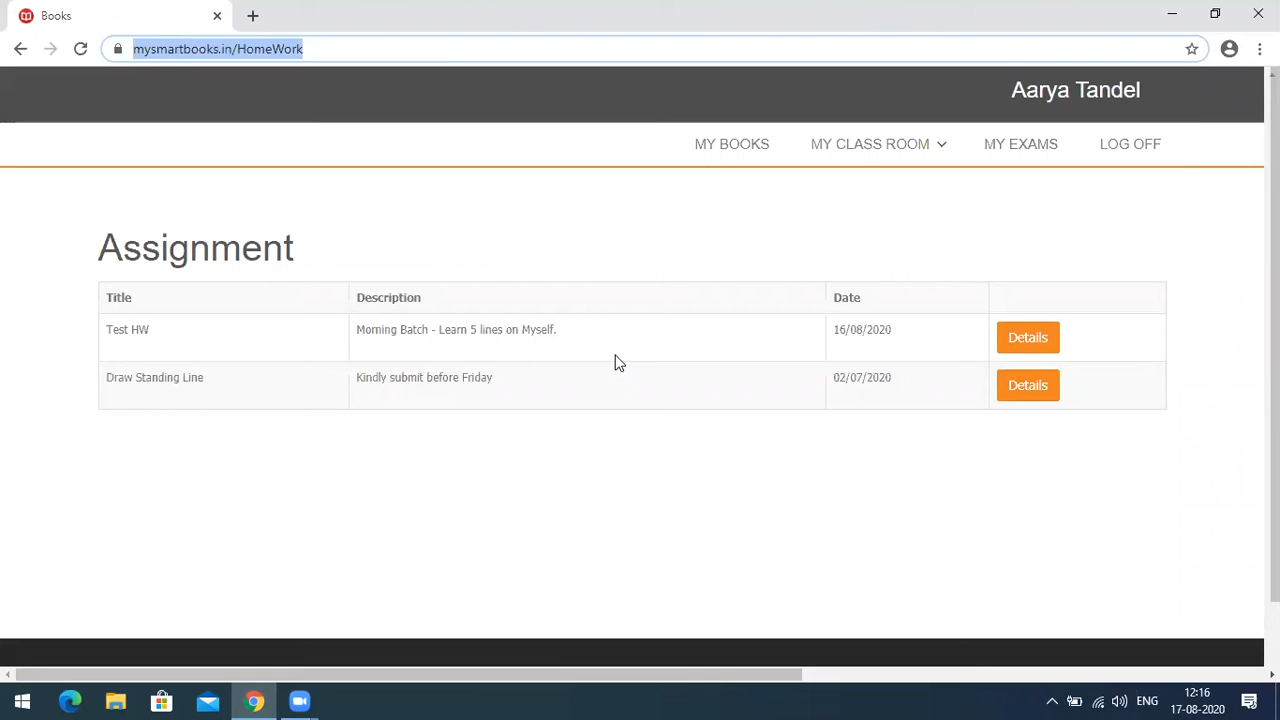 Books
mysmartbooks.in/HomeWork
Aarya Tandel
MY BOOKS MY CLASS ROOM MY EXAMS LOG OFF
Assignment
Title Description Date
Test HW Morning Batch - Learn 5 lines on Myself. 16/08/2020 Details
Draw Standing Line Kindly submit before Friday 02/07/2020 Details
ENG 12:16
17-08-2020